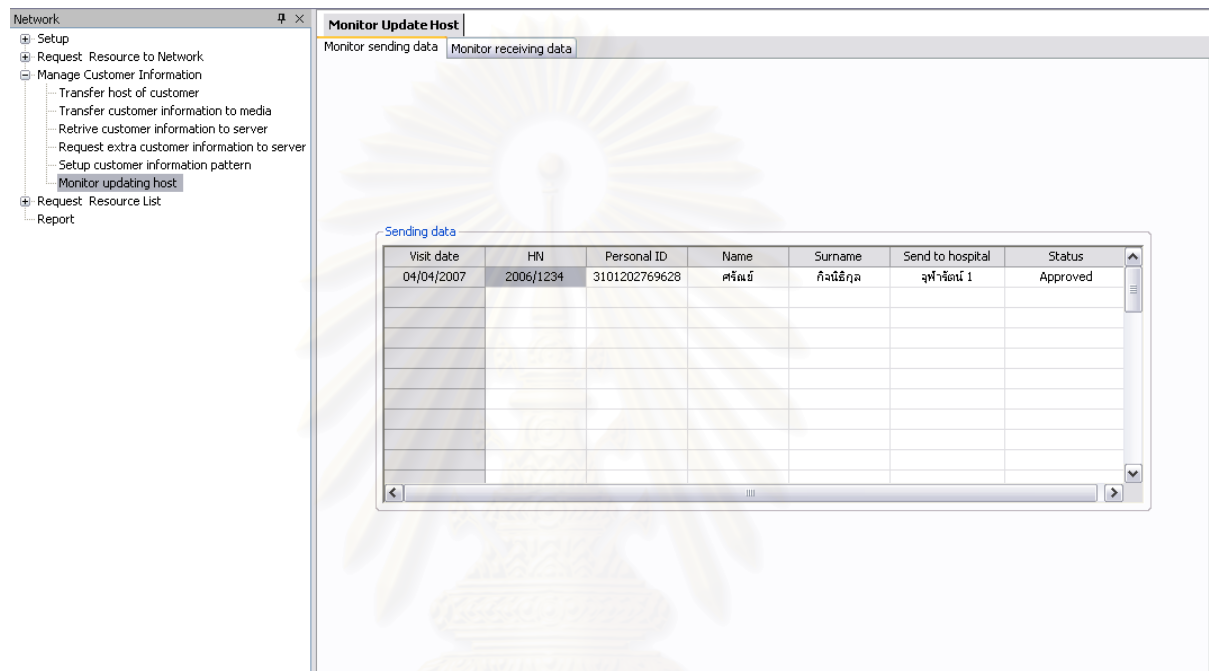 Network
Setup
Request Resource to Network
Manage Customer Information
Transfer host of customer
Transfer customer information to media
Retrive customer information to server
Request extra customer information to server
Setup customer information pattern
Monitor updating host
Request Resource List
Report
Monitor Update Host
Monitor sending data Monitor receiving data
Sending data
Visit date HN Personal ID Name Surname Send to hospital Status
04/04/2007 2006/1234 3101202769628 ศรัณย์ กิจนิธิกุล จุฬารัตน์ 1 Approved